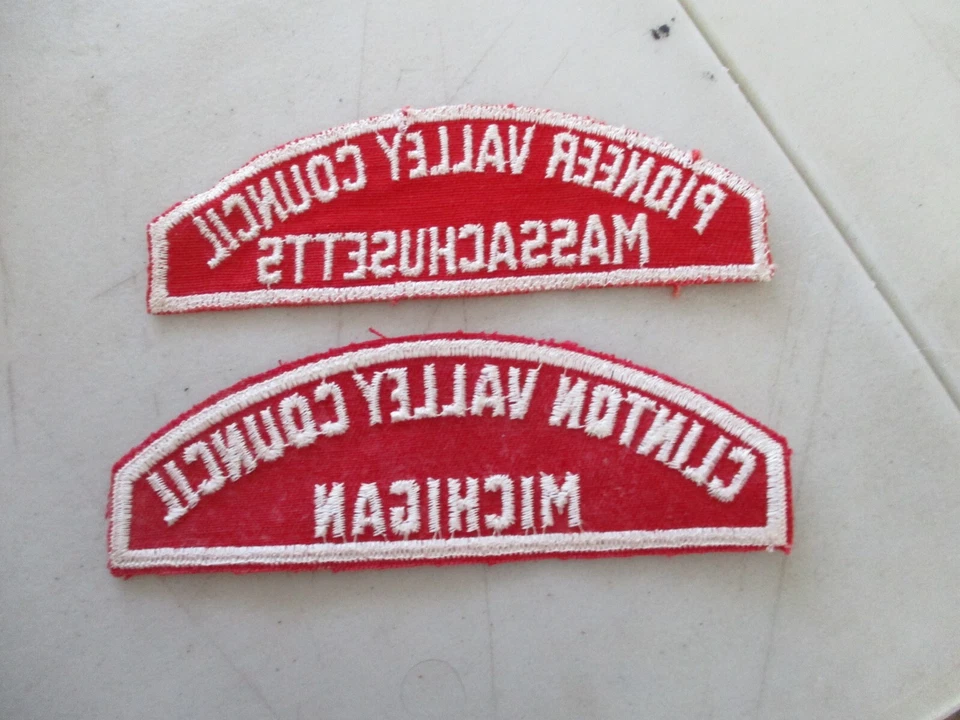 PIONEER VALLEY COUNCIL
MASSACHUSETTS
CLINTON VALLEY COUNCIL
MICHIGAN